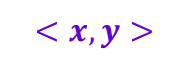 < x, y >